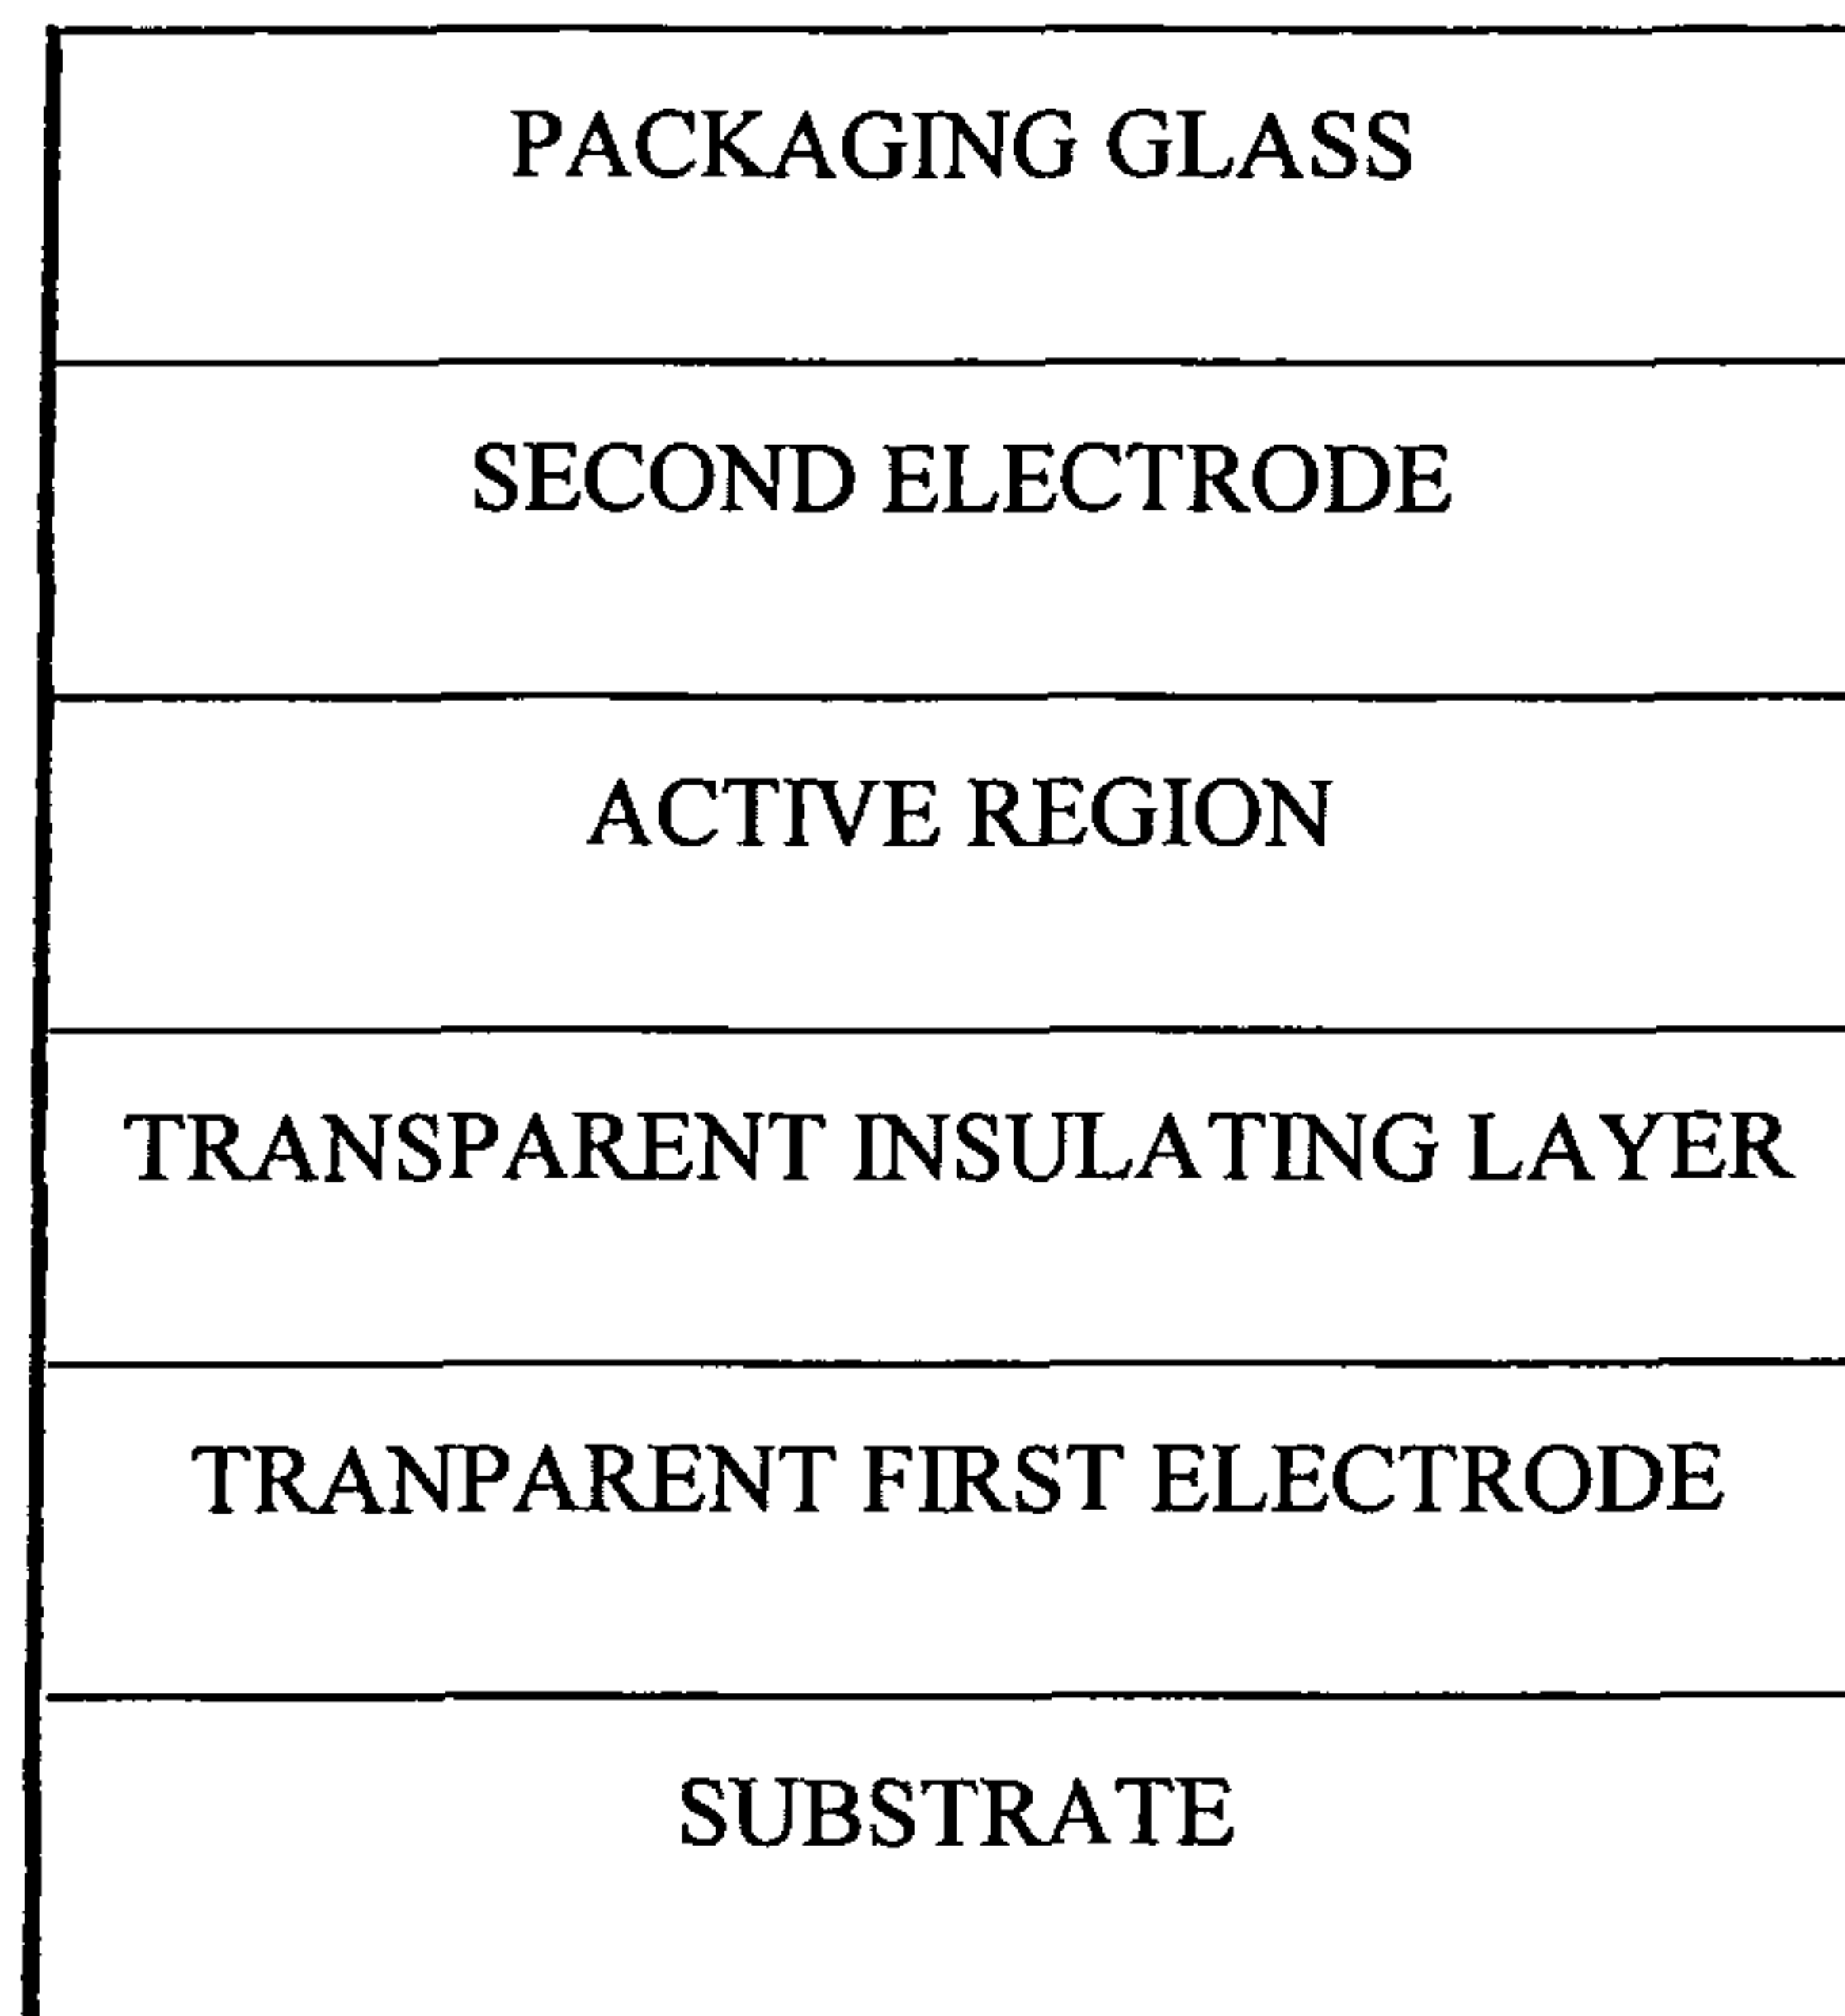 PACKAGING GLASS
SECOND ELECTRODE
ACTIVE REGION
TRANSPARENT INSULATING LAYER
TRANPARENT FIRST ELECTRODE
SUBSTRATE